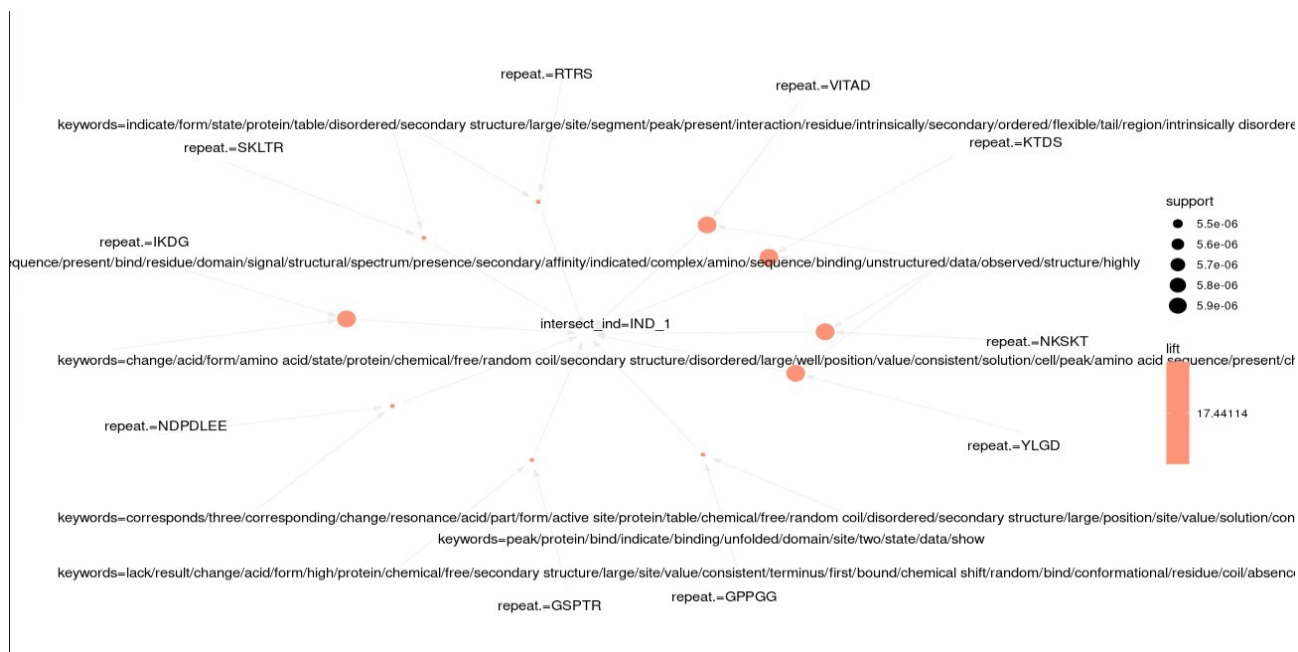 repeat.=RTRS
repeat.=VITAD
keywords=indicate/form/state/protein/table/disordered/secondary structure/large/site/segment/peak/present/interaction/residue/intrinsically/secondary/ordered/flexible/tail/region/intrinsically disordere
repeat.=SKLTR
repeat.=KTDS
support
5.5e-06
5.6e-06
5.7e-06
5.8e-06
5.9e-06
repeat.=IKDG
equence/present/bind/residue/domain/signal/structural/spectrum/presence/secondary/affinity/indicated/complex/amino/sequence/binding/unstructured/data/observed/structure/highly
intersect_ind=IND_1
repeat.=NKSKT
lift
keywords=change/acid/form/amino acid/state/protein/chemical/free/random coil/secondary structure/disordered/large/well/position/value/consistent/solution/cell/peak/amino acid sequence/present/ch
17.44114
repeat.=NDPDLEE
repeat.=YLGD
keywords=corresponds/three/corresponding/change/resonance/acid/part/form/active site/protein/table/chemical/free/random coil/disordered/secondary structure/large/position/site/value/solution/con
keywords=peak/protein/bind/indicate/binding/unfolded/domain/site/two/state/data/show
keywords=lack/result/change/acid/form/high/protein/chemical/free/secondary structure/large/site/value/consistent/terminus/first/bound/chemical shift/random/bind/conformational/residue/coil/absence
repeat.=GSPTR
repeat.=GPPGG